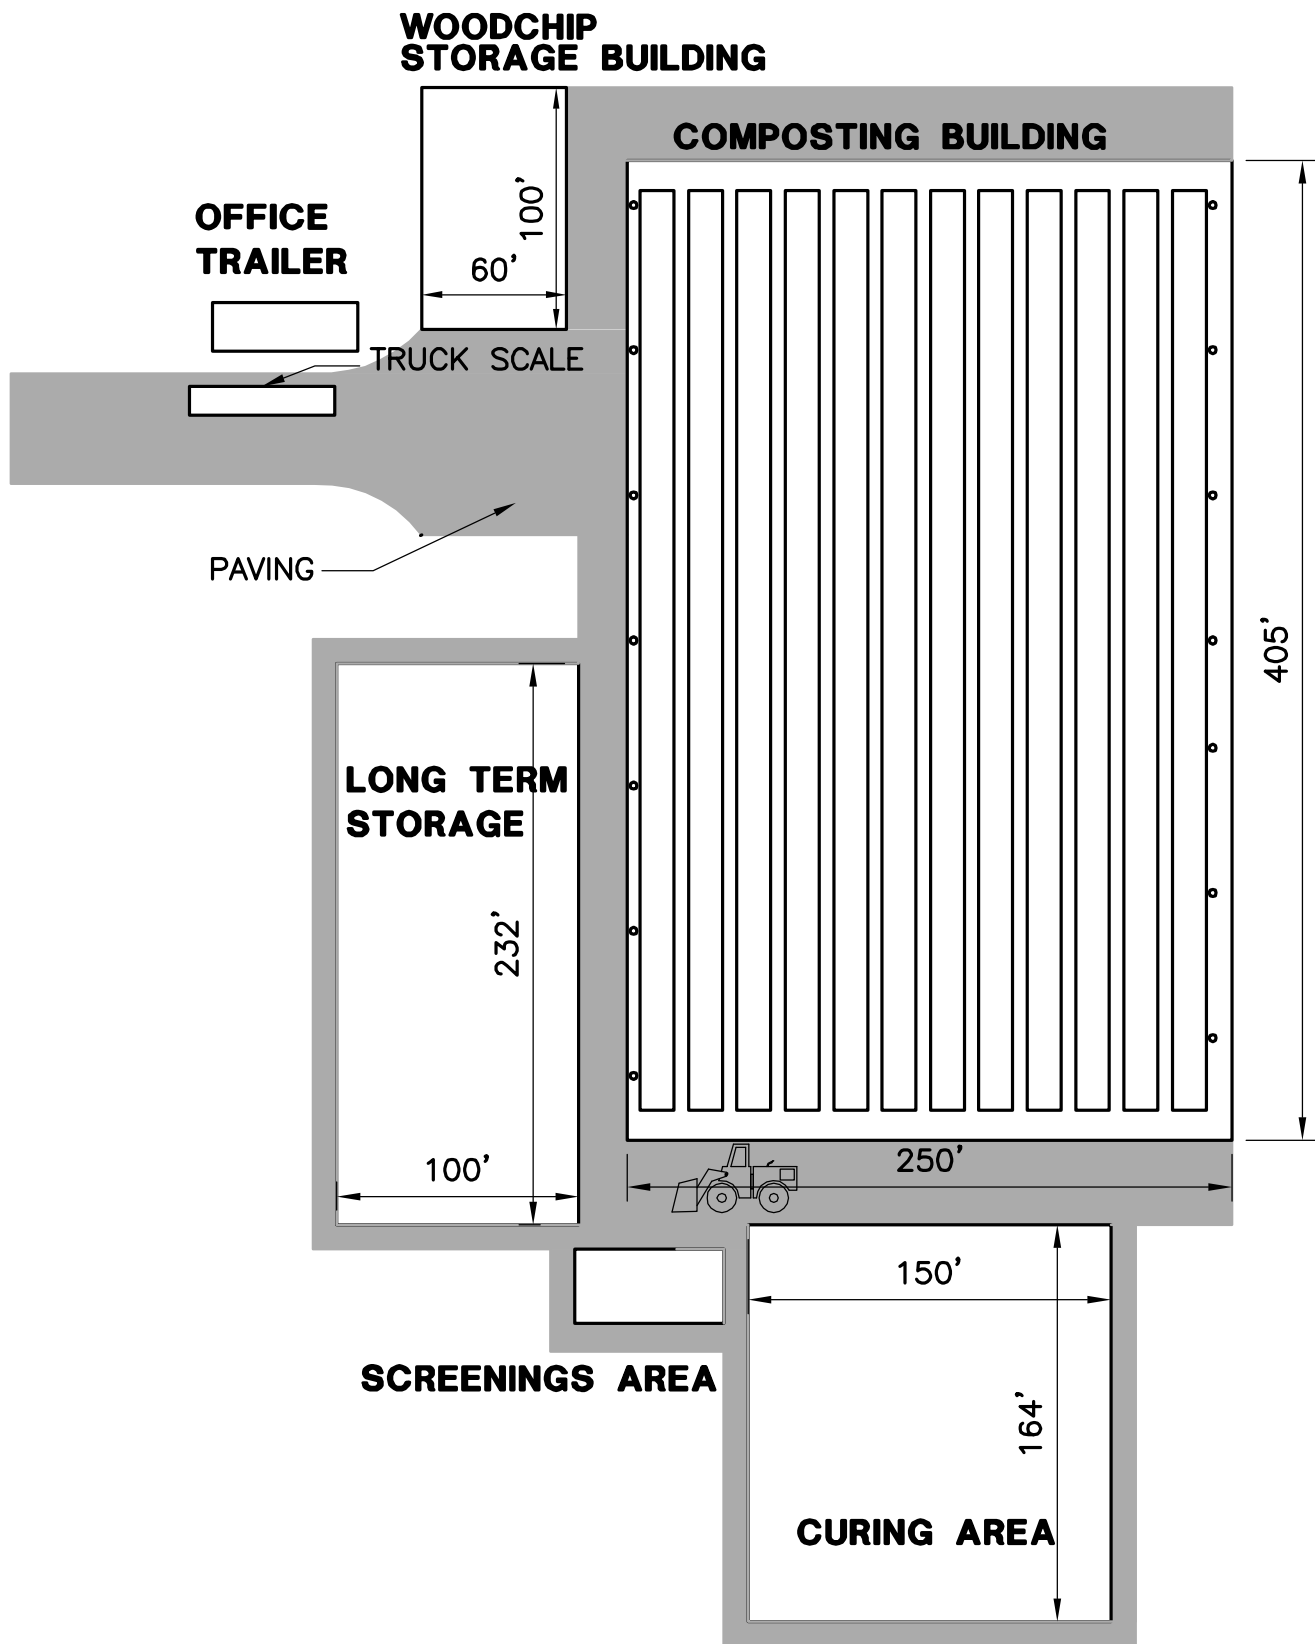 WOODCHIP
STORAGE BUILDING
COMPOSTING BUILDING
100'
60'
OFFICE
TRAILER
TRUCK SCALE
PAVING
405'
LONG TERM
STORAGE
232'
100'
250'
150'
SCREENINGS AREA
164'
CURING AREA